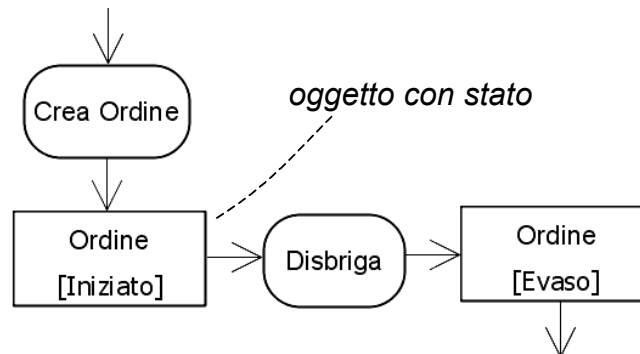 Crea Ordine
oggetto con stato
Ordine
[Iniziato]
Disbriga
Ordine
[Evaso]